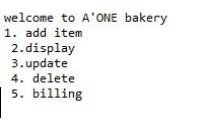 welcome to A'ONE bakery
1. add item
2.display
3.update
4. delete
5. billing